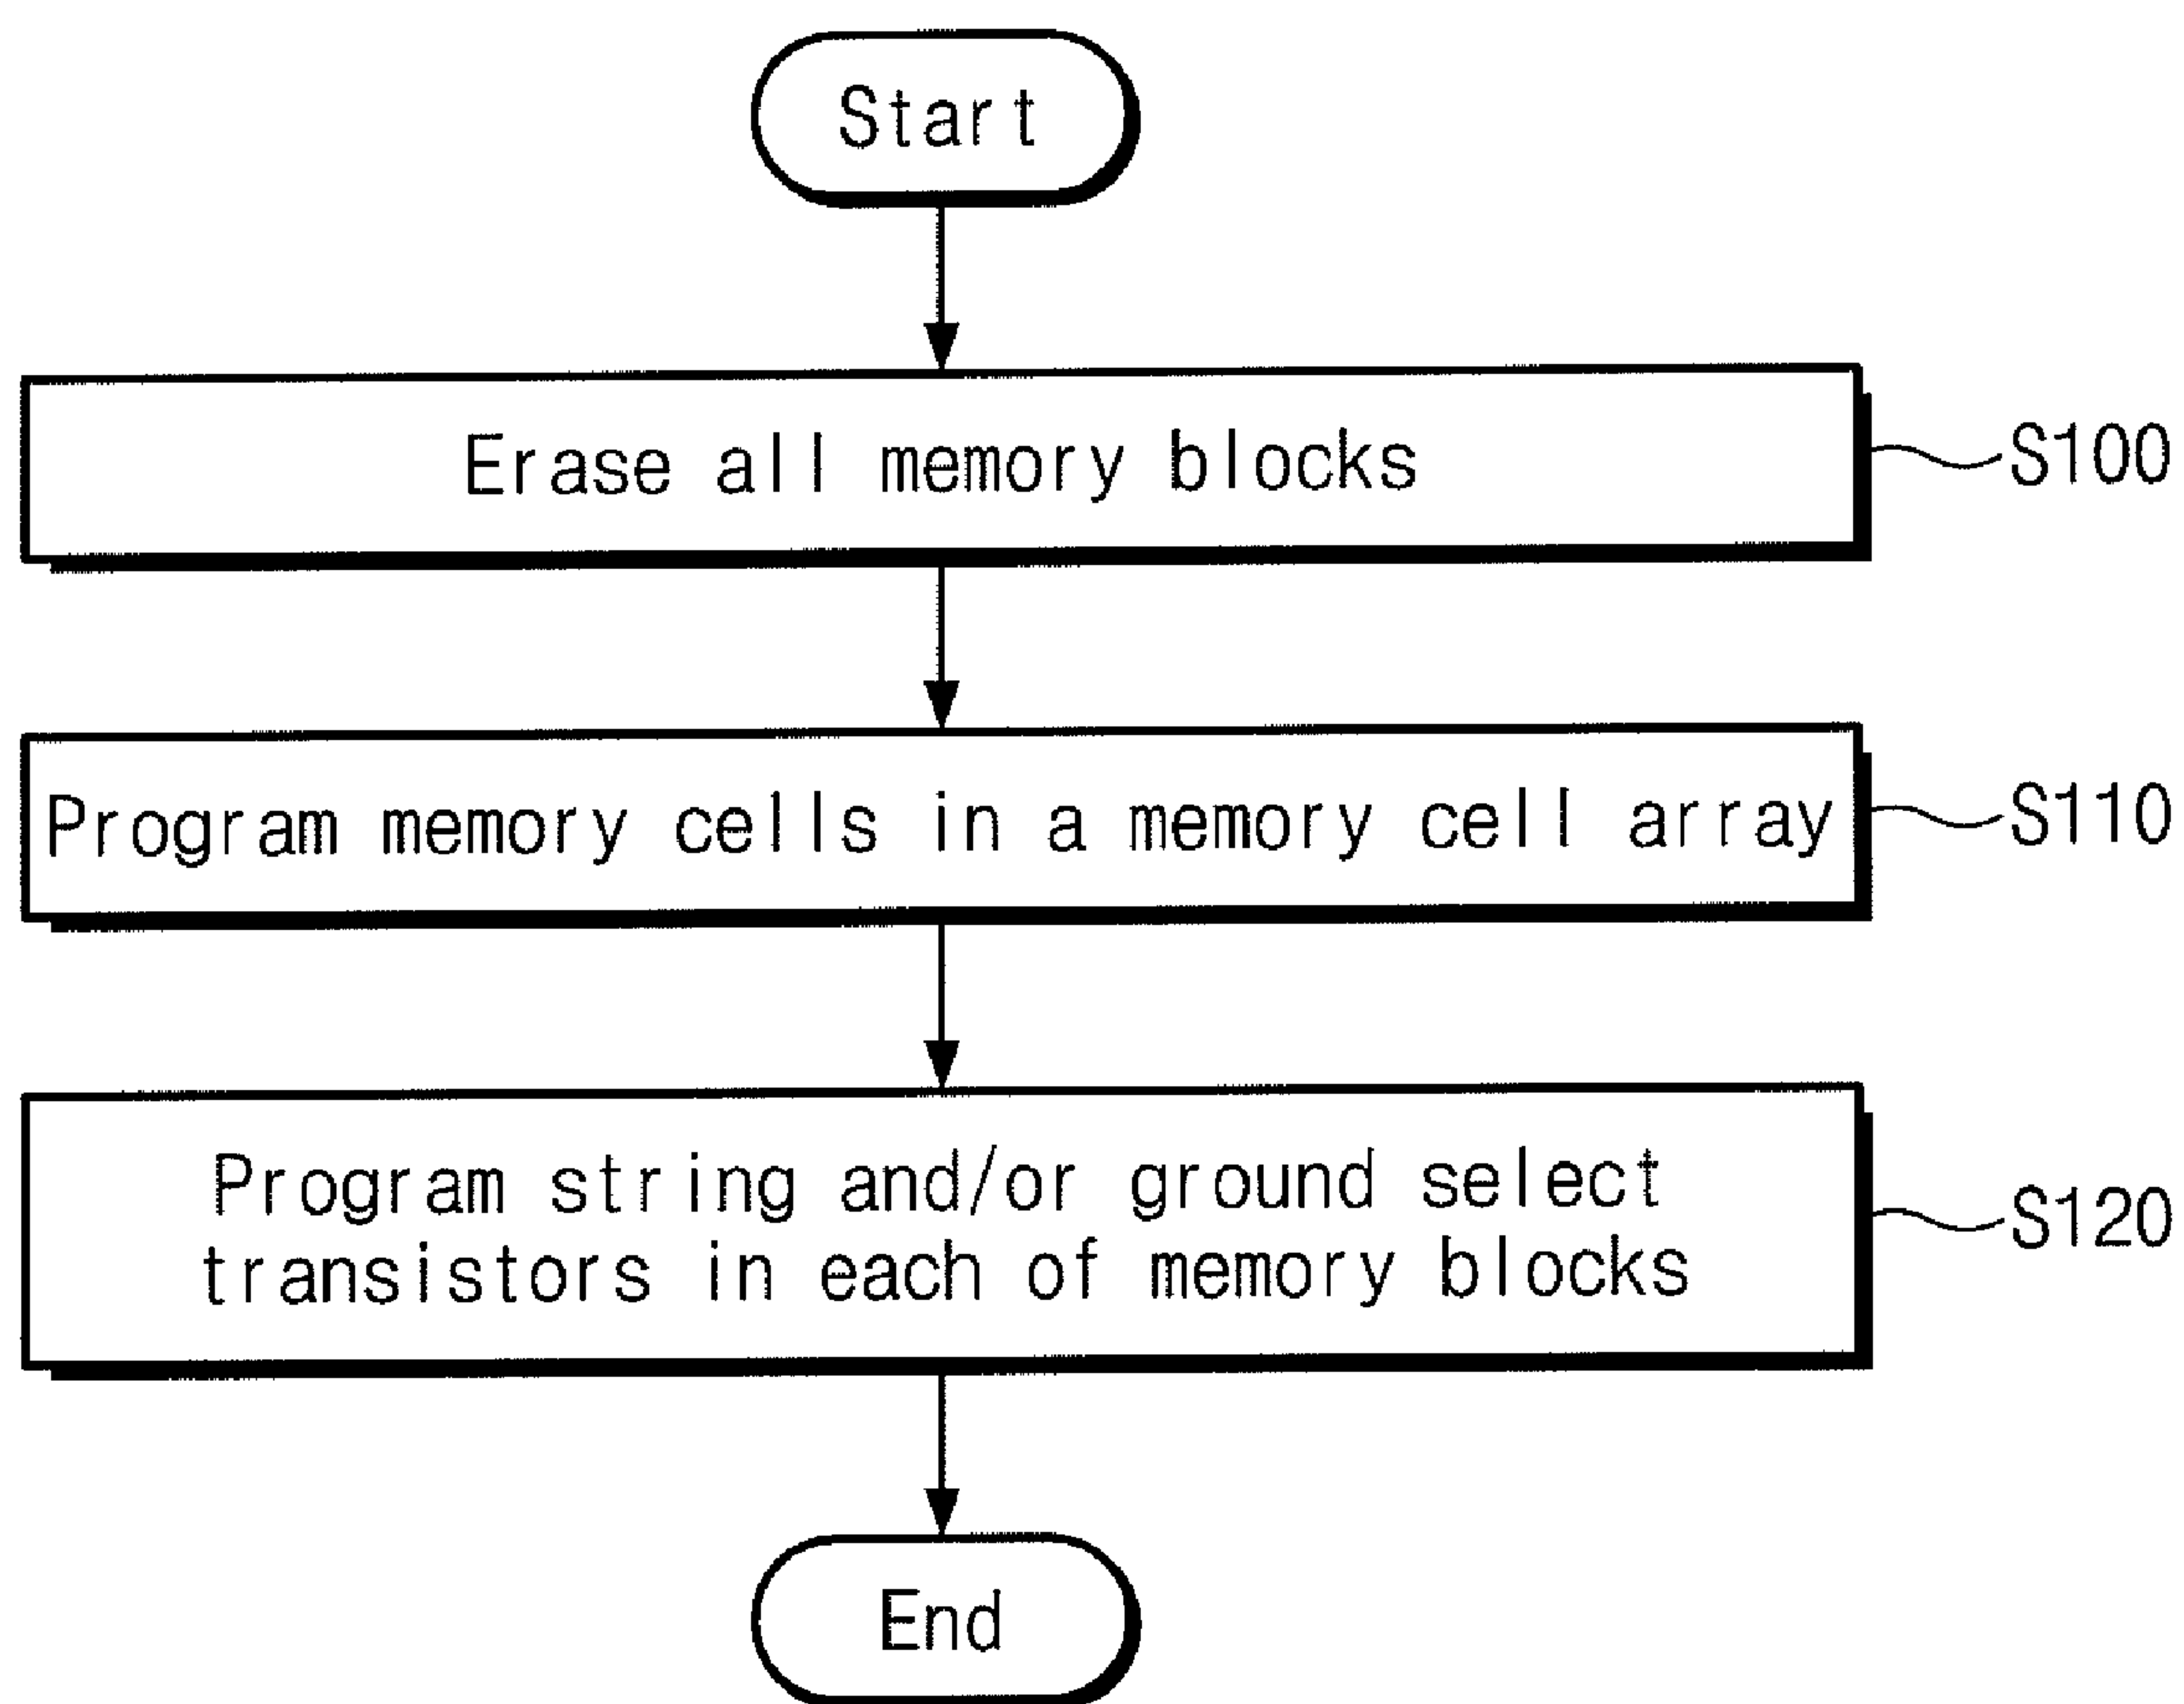 Start
Erase all memory blocks
S100
Program memory cells in a memory cell array
S110
Program string and/or ground select
transistors in each of memory blocks
S120
End